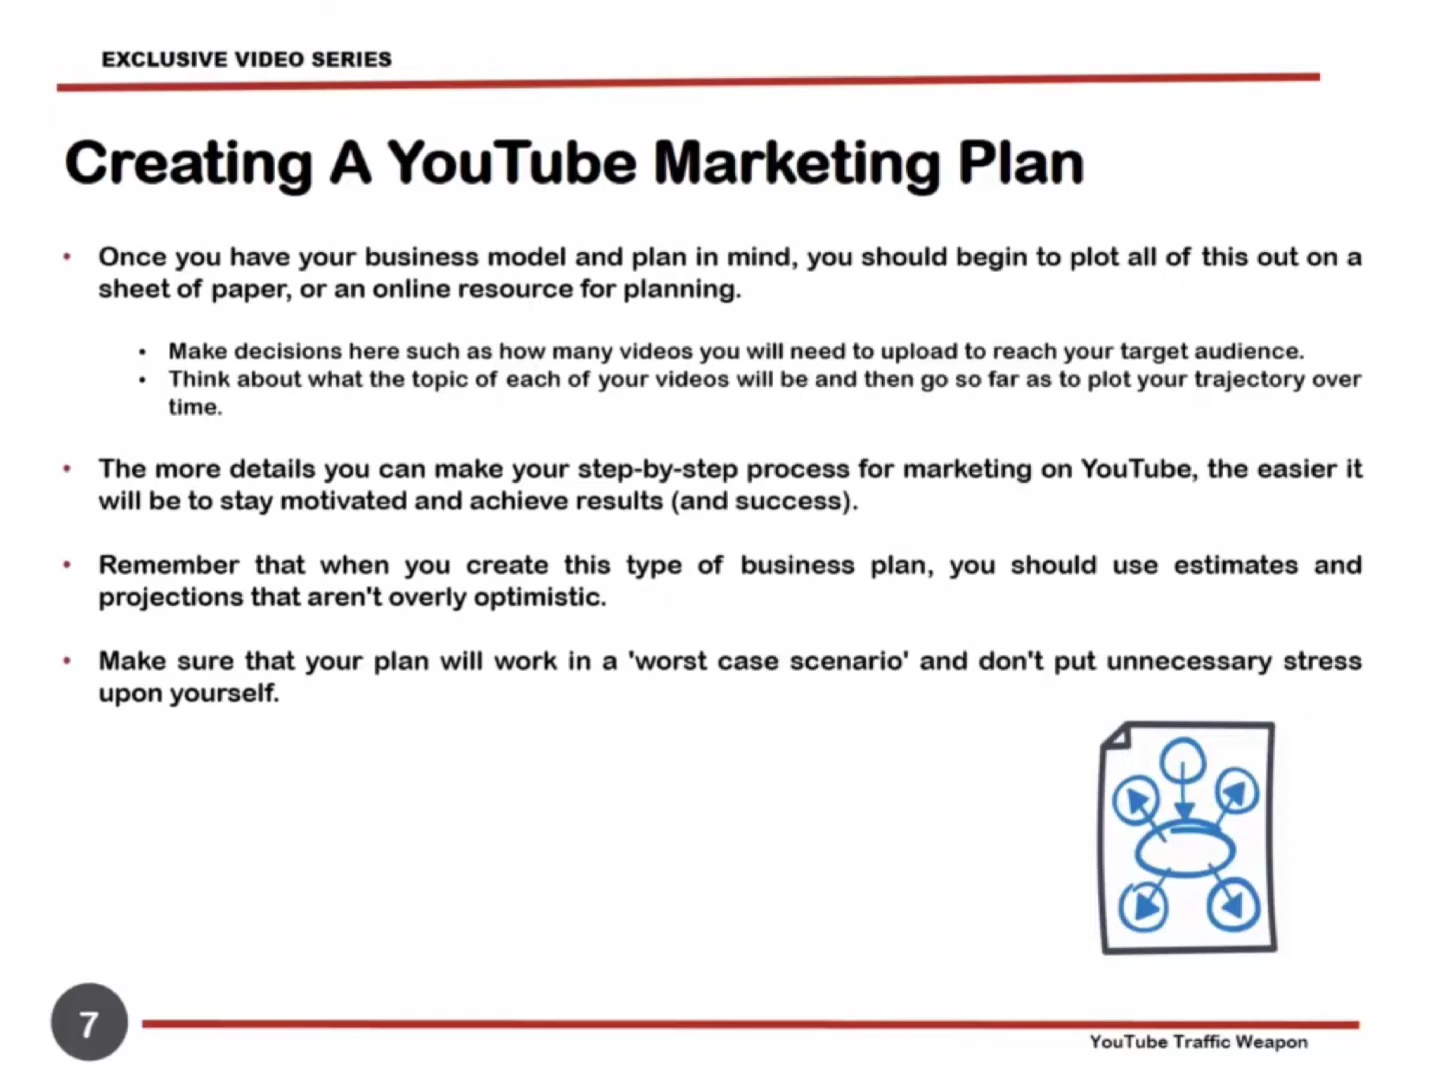 EXCLUSIVE VIDEO SERIES
Creating A YouTube Marketing Plan
• Once you have your business model and plan in mind, you should begin to plot all of this out on a
sheet of paper, or an online resource for planning.
• Make decisions here such as how many videos you will need to upload to reach your target audience.
• Think about what the topic of each of your videos will be and then go so far as to plot your trajectory over
time.
• The more details you can make your step-by-step process for marketing on YouTube, the easier it
will be to stay motivated and achieve results (and success).
• Remember that when you create this type of business plan, you should use estimates and
projections that aren't overly optimistic.
• Make sure that your plan will work in a 'worst case scenario' and don't put unnecessary stress
upon yourself.
7
YouTube Traffic Weapon